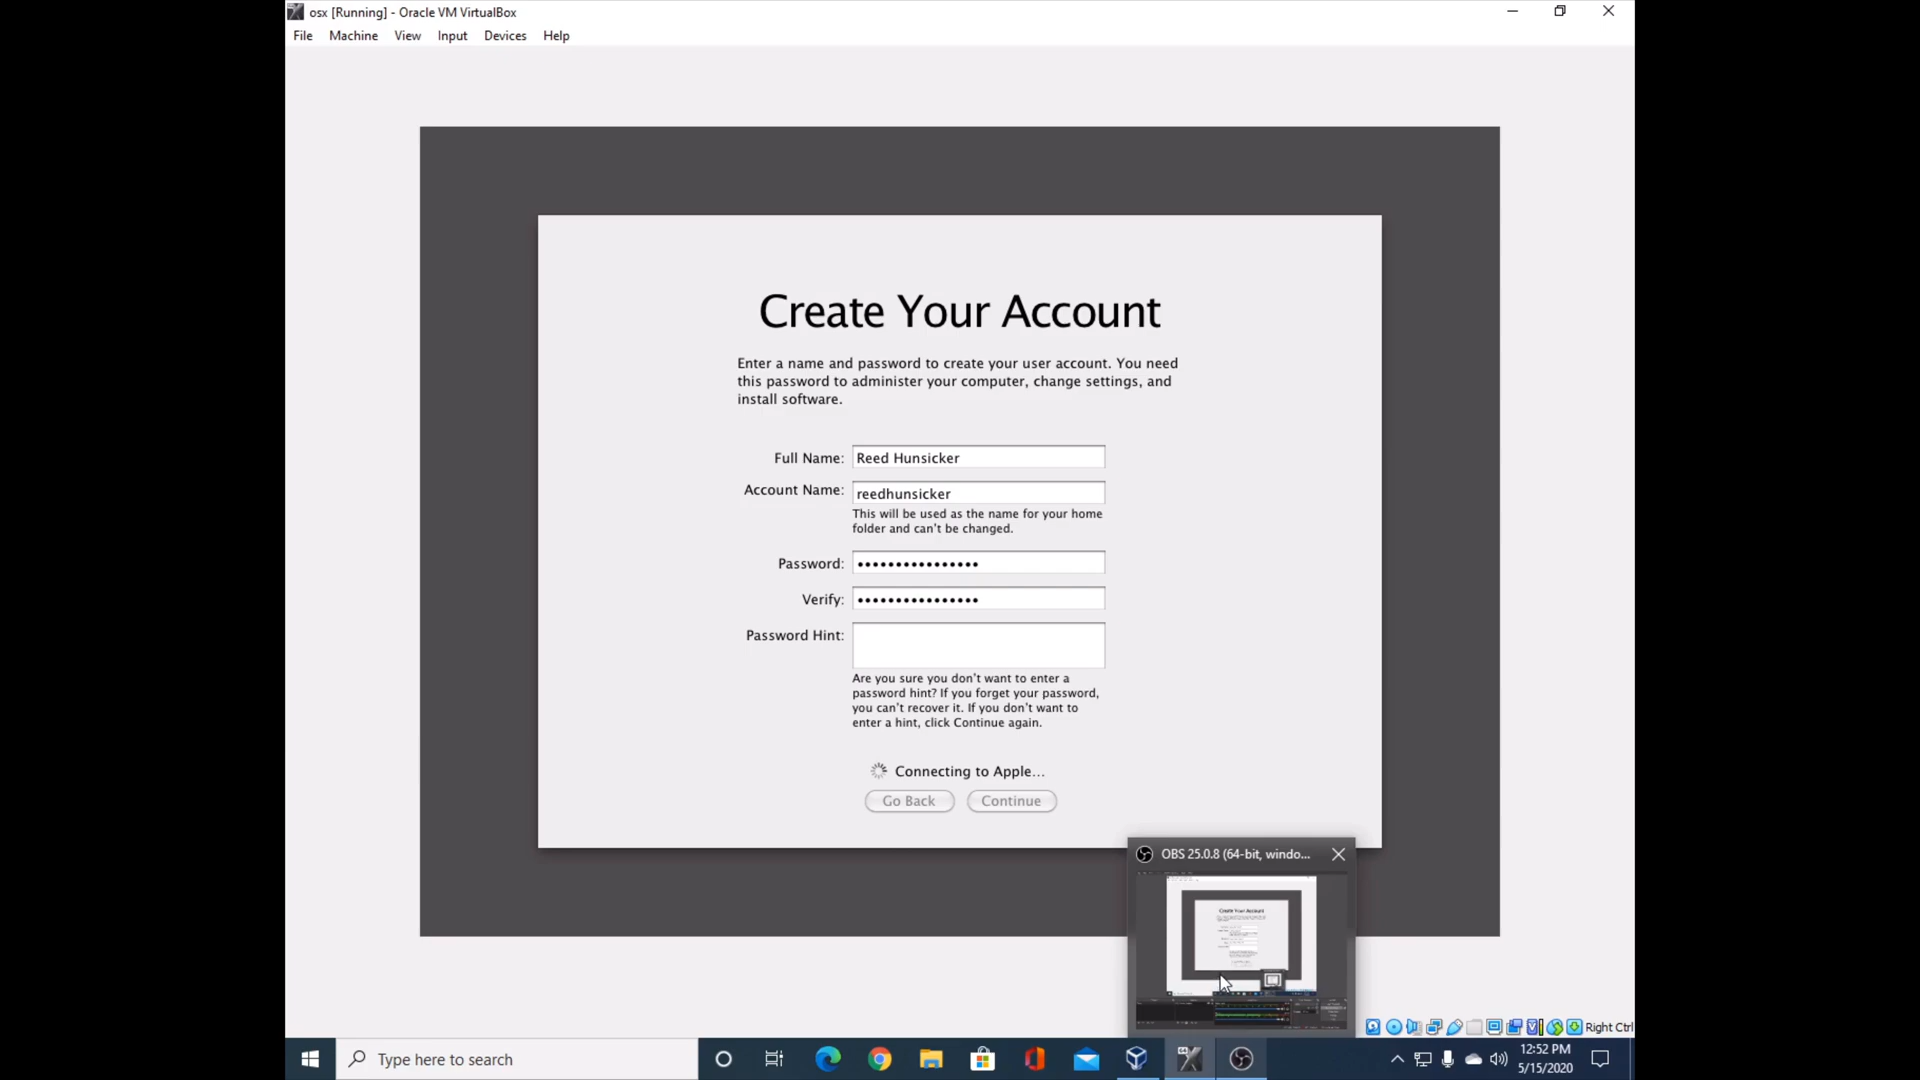 osx [Running] - Oracle VM VirtualBox
File Machine View Input Devices Help
Create Your Account
Enter a name and password to create your user account. You need
this password to administer your computer, change settings, and
install software.
Full Name: Reed Hunsicker
Account Name: reedhunsicker
This will be used as the name for your home
folder and can't be changed.
Password: ••••••••••••••••
Verify: ••••••••••••••••
Password Hint:
Are you sure you don't want to enter a
password hint? If you forget your password,
you can't recover it. If you don't want to
enter a hint, click Continue again.
Connecting to Apple...
Go Back Continue
OBS 25.0.8 (64-bit, windo...
Create Your Account
Right Ctrl
Type here to search
12:52 PM
5/15/2020